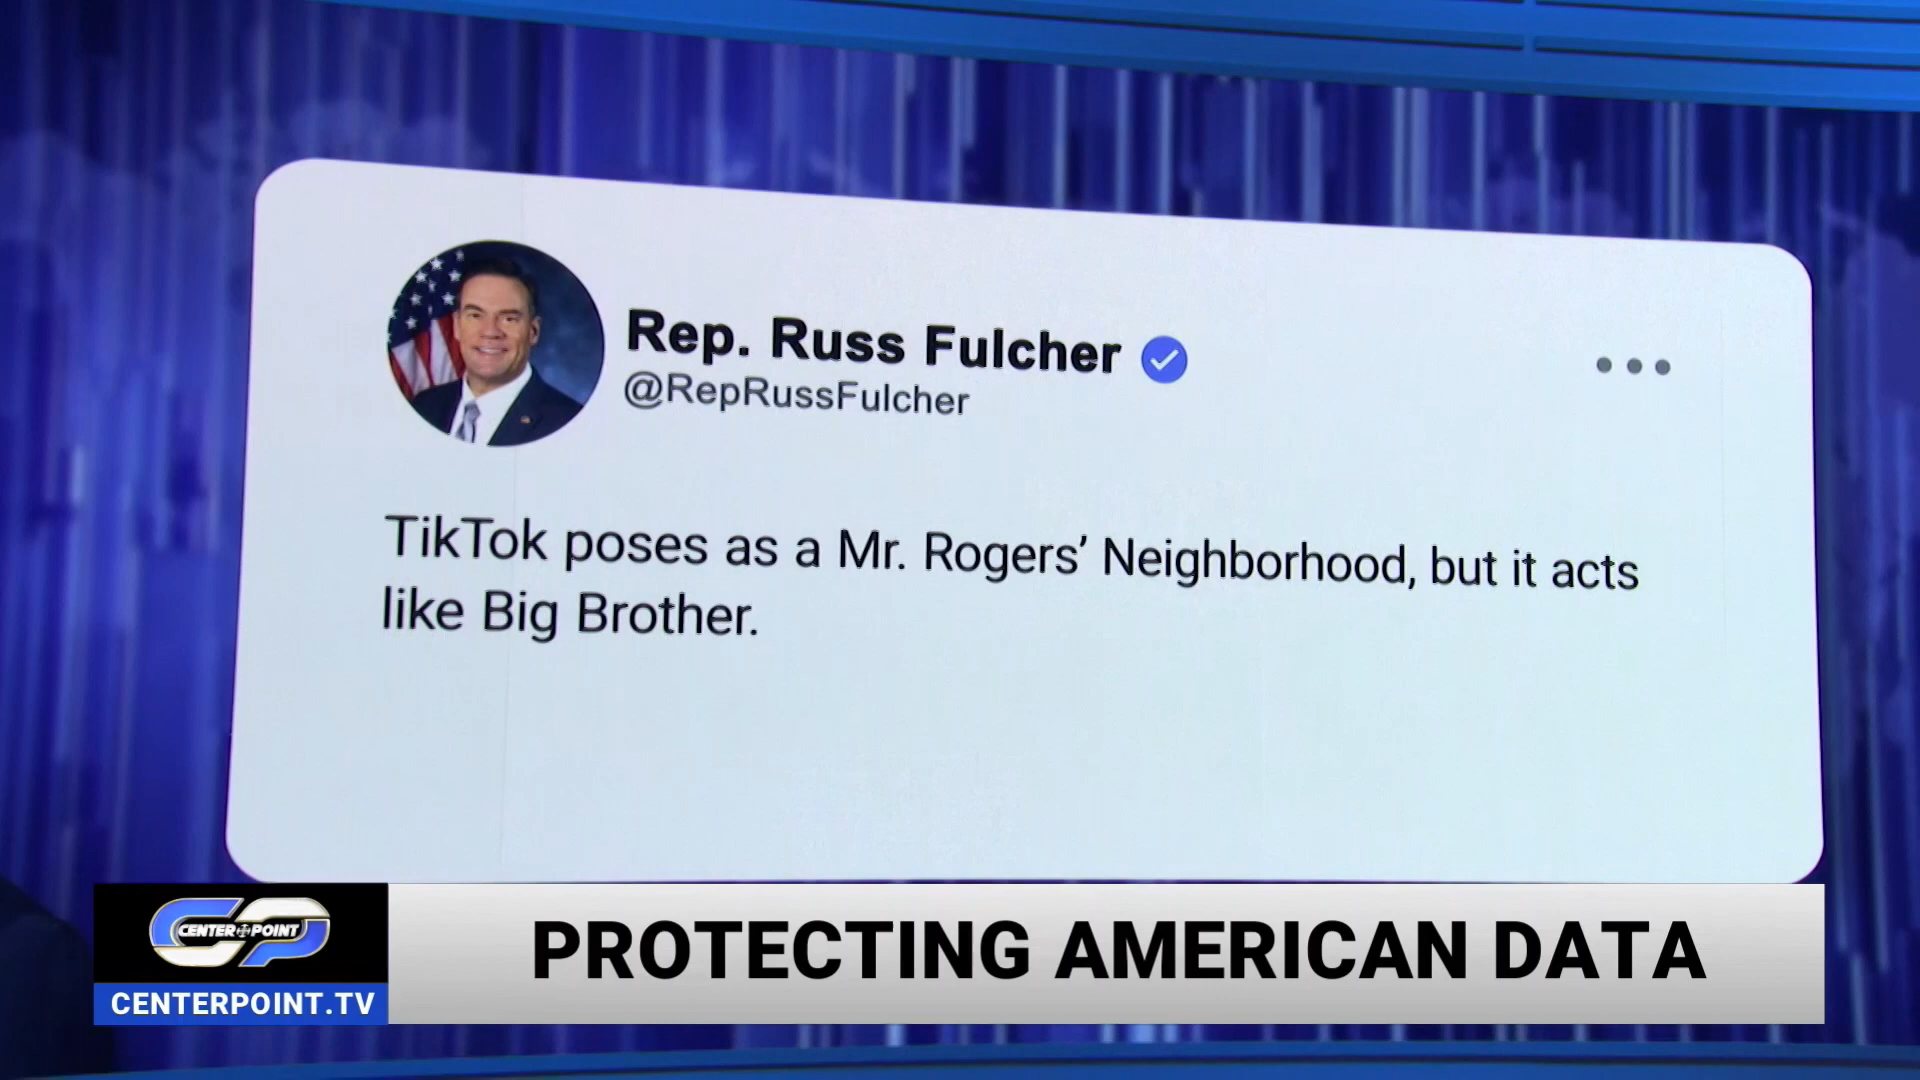 Rep. Russ Fulcher
@RepRussFulcher
TikTok poses as a Mr. Rogers’ Neighborhood, but it acts
like Big Brother.
CENTER POINT
CENTERPOINT.TV
PROTECTING AMERICAN DATA